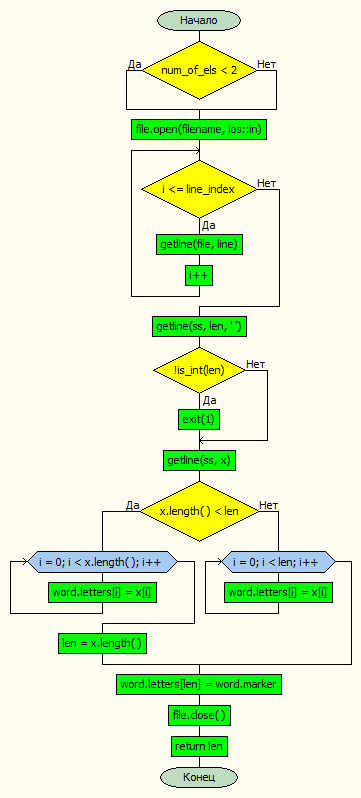 Начало
num_of_els < 2
Да
Нет
file.open(filename, ios::in)
i <= line_index
Нет
Да
getline(file, line)
i++
getline(ss, len, ' ')
!is_int(len)
Нет
Да
exit(1)
getline(ss, x)
x.length() < len
Да
Нет
i = 0; i < x.length(); i++
i = 0; i < len; i++
word.letters[i] = x[i]
word.letters[i] = x[i]
len = x.length()
word.letters[len] = word.marker
file.close()
return len
Конец